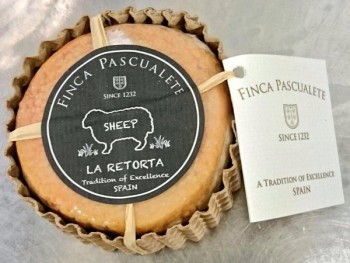 FINCA PASCUALETE
SINCE 1232
SHEEP
LA RETORTA
Tradition of Excellence
SPAIN
FINCA PASCUALETE
SINCE 1232
A TRADITION OF EXCELLENCE
SPAIN